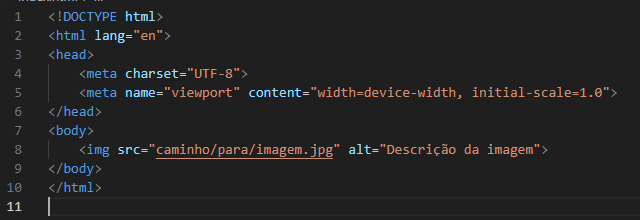 1 <!DOCTYPE html>
2 <html lang="en">
3 <head>
4 <meta charset="UTF-8">
5 <meta name="viewport" content="width=device-width, initial-scale=1.0">
6 </head>
7 <body>
8 <img src="caminho/para/imagem.jpg" alt="Descrição da imagem">
9 </body>
10 </html>
11